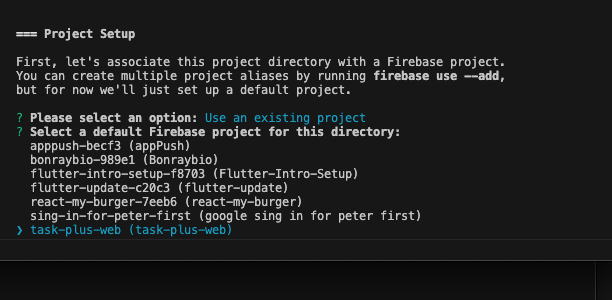 === Project Setup
First, let's associate this project directory with a Firebase project.
You can create multiple project aliases by running firebase use --add,
but for now we'll just set up a default project.
? Please select an option: Use an existing project
? Select a default Firebase project for this directory:
apppush-becf3 (appPush)
bonraybio-989e1 (Bonraybio)
flutter-intro-setup-f8703 (Flutter-Intro-Setup)
flutter-update-c20c3 (flutter-update)
react-my-burger-7eeb6 (react-my-burger)
sing-in-for-peter-first (google sing in for peter first)
❯ task-plus-web (task-plus-web)